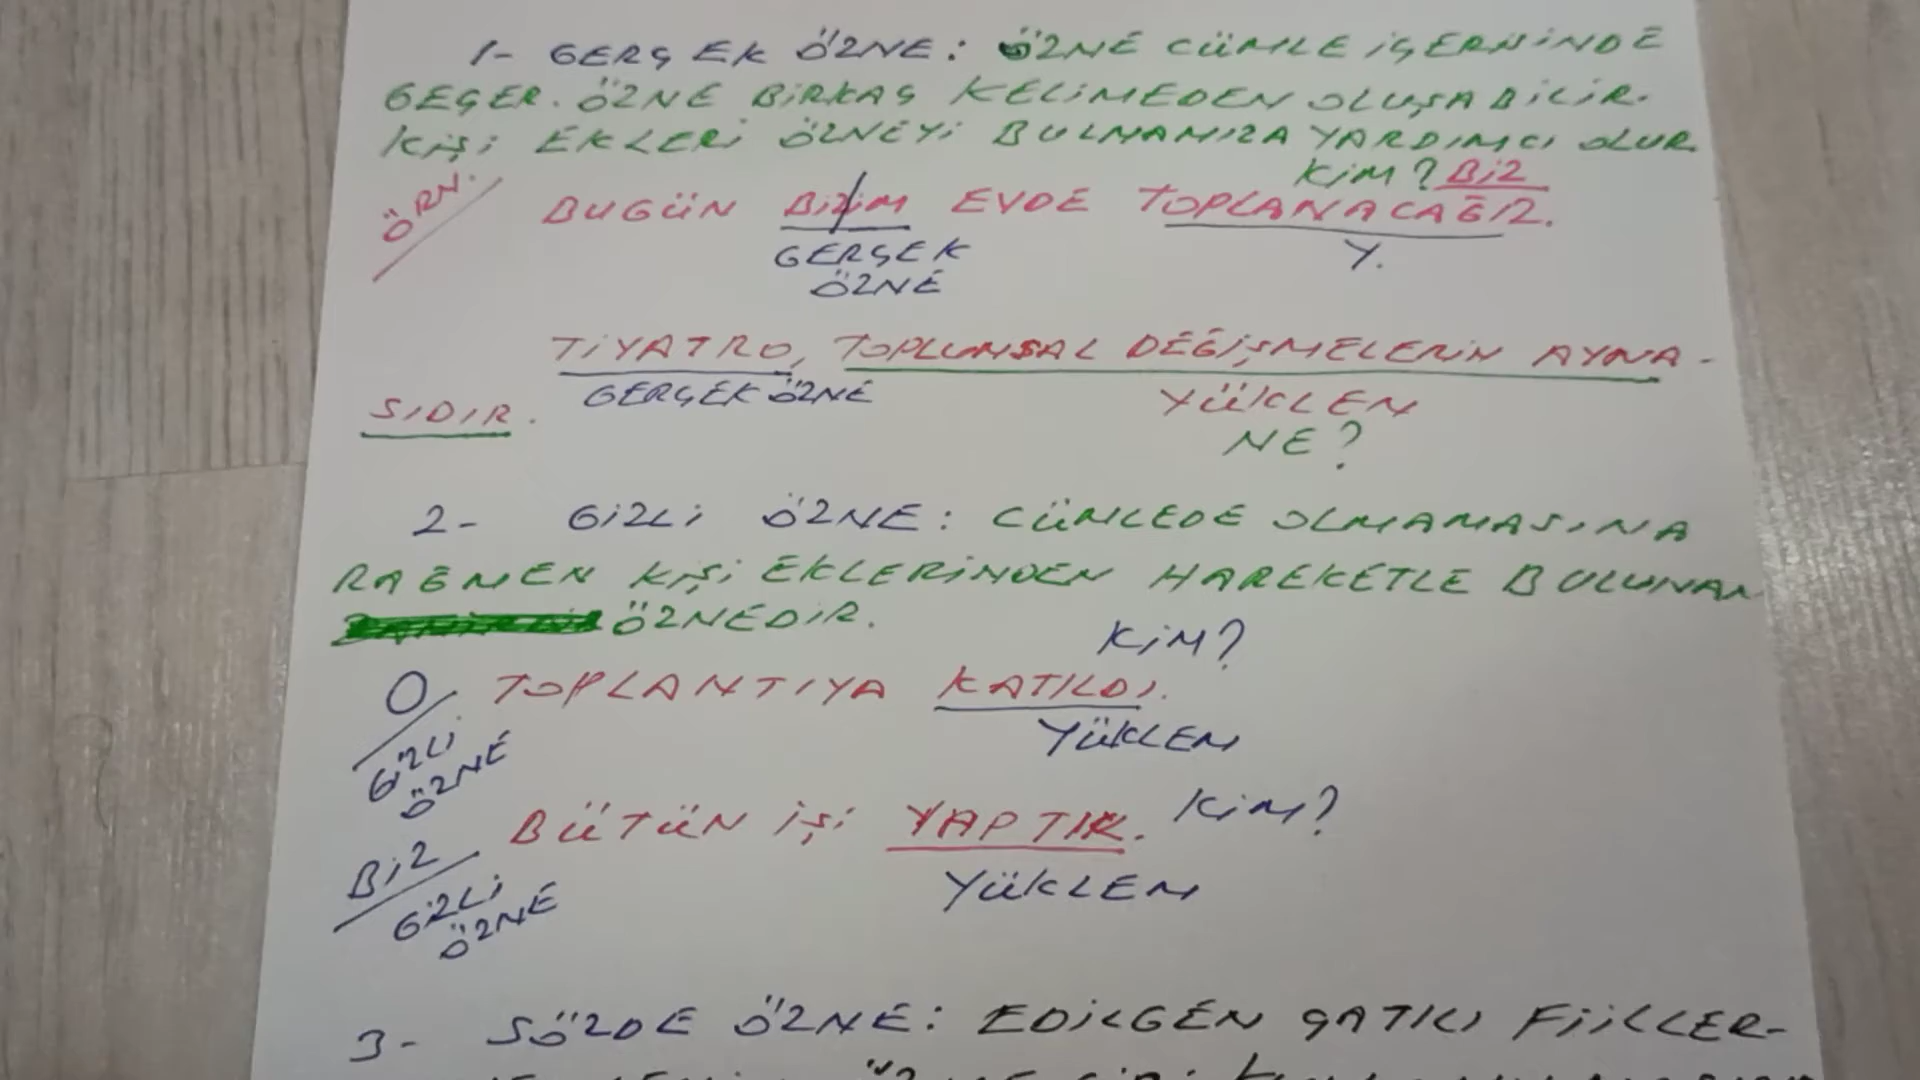 1- GERÇEK ÖZNE: ÖZNE CÜMLE İÇERİSİNDE
GEÇER. ÖZNE BİRKAÇ KELİMEDEN OLUŞABİLİR.
KİŞİ EKLERİ ÖZNEYİ BULMAMIZA YARDIMCI OLUR.
KİM? BİZ
ÖRN. BUGÜN BİZİM EVDE TOPLANACAĞIZ.
GERÇEK Y.
ÖZNE
TİYATRO, TOPLUMSAL DEĞİŞMELERİN AYNA-
SIDIR. GERÇEK ÖZNE YÜKLEM
NE?
2- GİZLİ ÖZNE: CÜMLEDE OLMAMASINA
RAĞMEN KİŞİ EKLERİNDEN HAREKETLE BULUNAN
ÖZNEDİR.
KİM?
O TOPLANTIYA KATILDI.
GİZLİ YÜKLEM
ÖZNE
BİZ BÜTÜN İŞİ YAPTIK. KİM?
GİZLİ YÜKLEM
ÖZNE
3- SÖZDE ÖZNE: EDİLGEN ÇATILI FİİLLER-